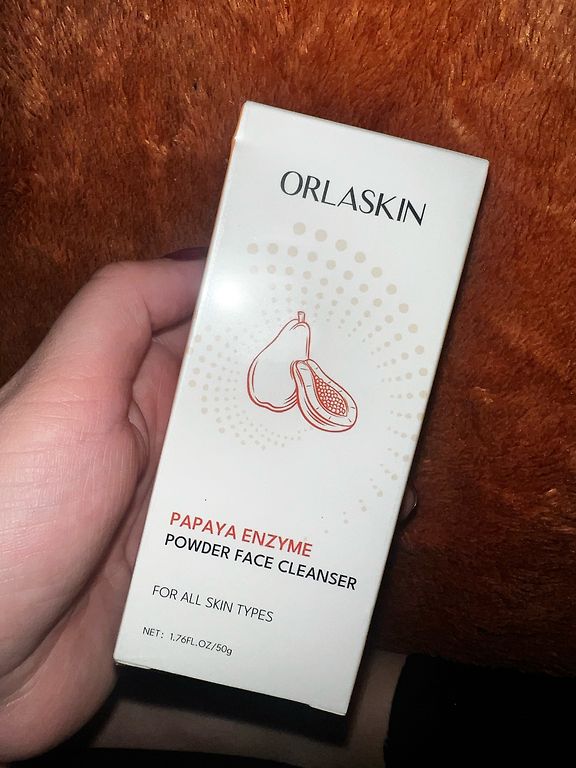 ORLASKIN
PAPAYA ENZYME
POWDER FACE CLEANSER
FOR ALL SKIN TYPES
NET: 1.76FL.OZ/50g